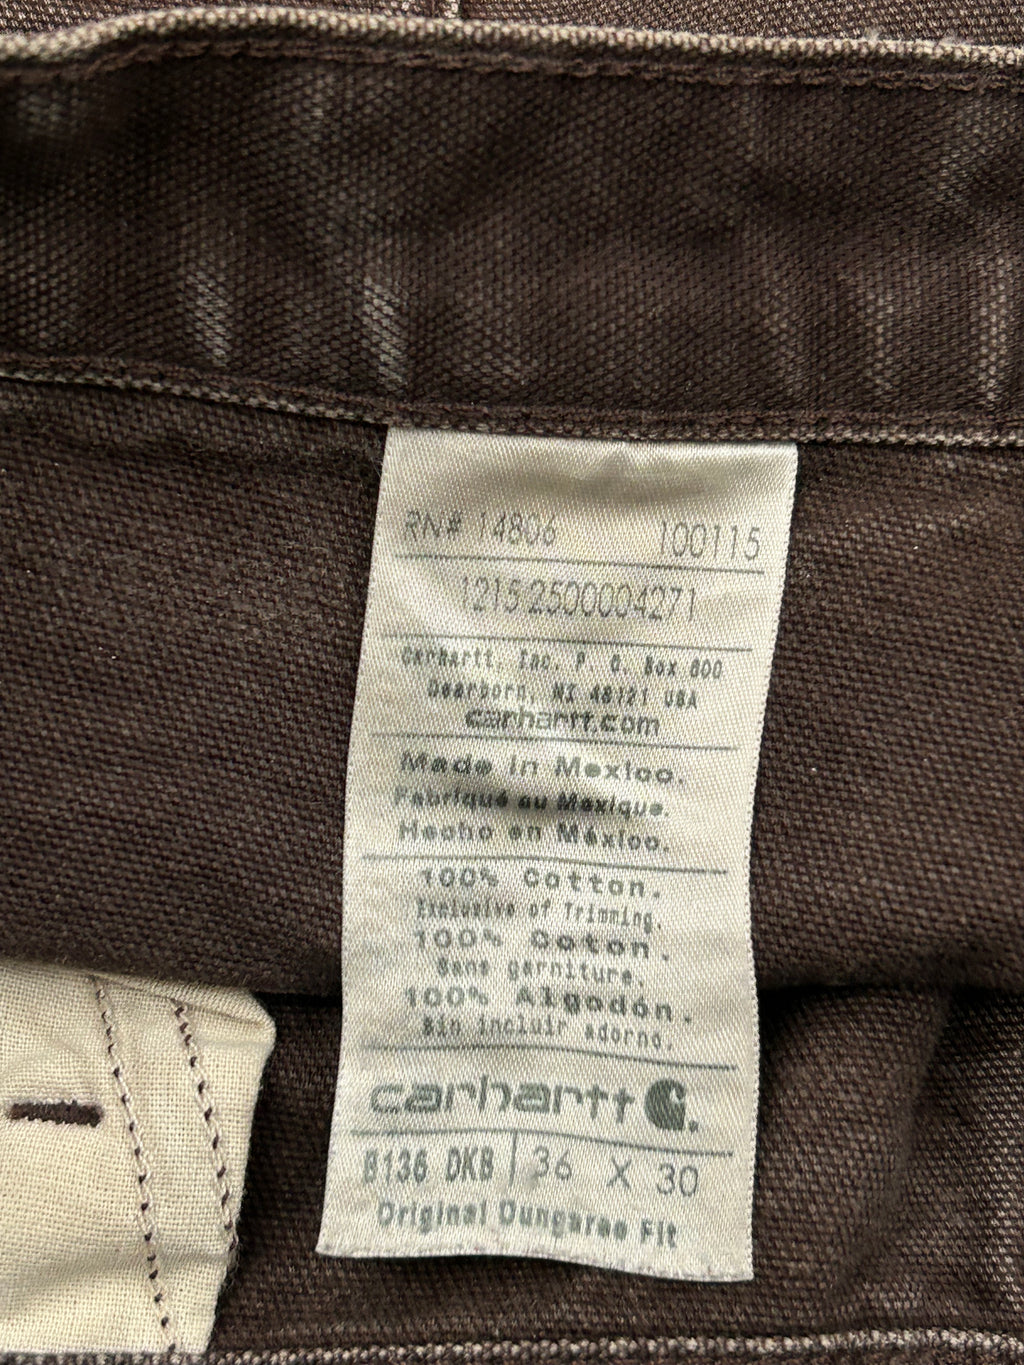 RN# 14806 100115
1215 2500004271
Carhartt, Inc. P. O. Box 600
Dearborn, MI 48121 USA
carhartt.com
Made in Mexico.
Fabriqué au Mexique.
Hecho en México.
100% Cotton.
Exclusive of Trimming.
100% Coton.
Sans garniture.
100% Algodón.
Sin incluir adorno.
carhartt
B136 DKB 36 X 30
Original Dungaree Fit